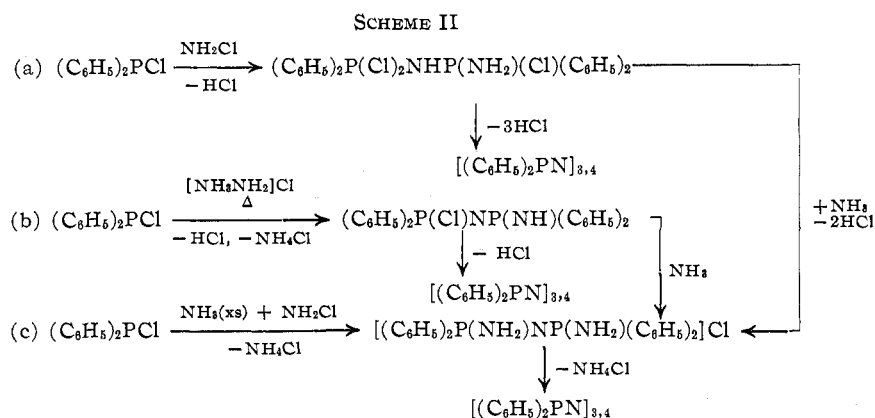 SCHEME II
(a) (C₆H₅)₂PCl NH₂Cl −HCl (C₆H₅)₂P(Cl)₂NHP(NH₂)(Cl)(C₆H₅)₂
−3HCl
[(C₆H₅)₂PN]₃,₄
+NH₃
−2HCl
(b) (C₆H₅)₂PCl [NH₃NH₂]Cl Δ −HCl, −NH₄Cl (C₆H₅)₂P(Cl)NP(NH)(C₆H₅)₂
− HCl
NH₃
[(C₆H₅)₂PN]₃,₄
(c) (C₆H₅)₂PCl NH₃(xs) + NH₂Cl −NH₄Cl [(C₆H₅)₂P(NH₂)NP(NH₂)(C₆H₅)₂]Cl
−NH₄Cl
[(C₆H₅)₂PN]₃,₄